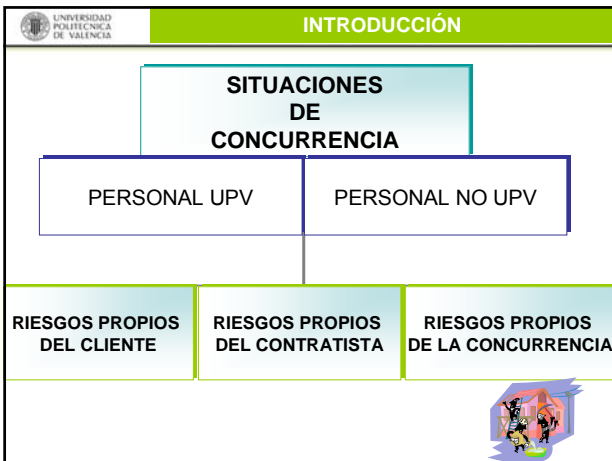 UNIVERSIDAD
POLITECNICA
DE VALENCIA
INTRODUCCIÓN
SITUACIONES
DE
CONCURRENCIA
PERSONAL UPV
PERSONAL NO UPV
RIESGOS PROPIOS
DEL CLIENTE
RIESGOS PROPIOS
DEL CONTRATISTA
RIESGOS PROPIOS
DE LA CONCURRENCIA